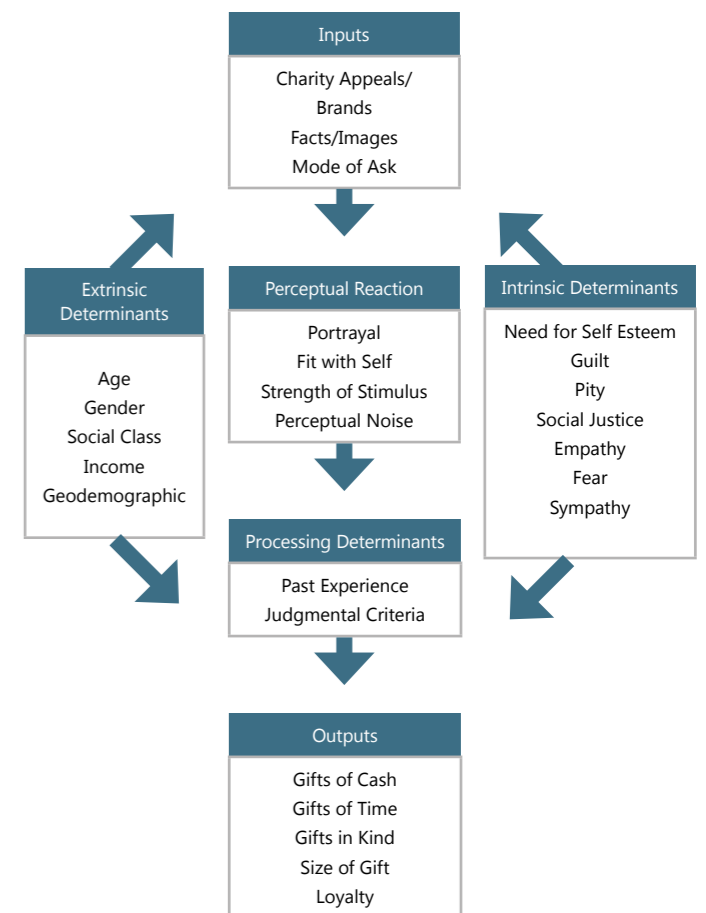 Inputs
Charity Appeals/
Brands
Facts/Images
Mode of Ask
Extrinsic
Determinants
Age
Gender
Social Class
Income
Geodemographic
Perceptual Reaction
Portrayal
Fit with Self
Strength of Stimulus
Perceptual Noise
Intrinsic Determinants
Need for Self Esteem
Guilt
Pity
Social Justice
Empathy
Fear
Sympathy
Processing Determinants
Past Experience
Judgmental Criteria
Outputs
Gifts of Cash
Gifts of Time
Gifts in Kind
Size of Gift
Loyalty